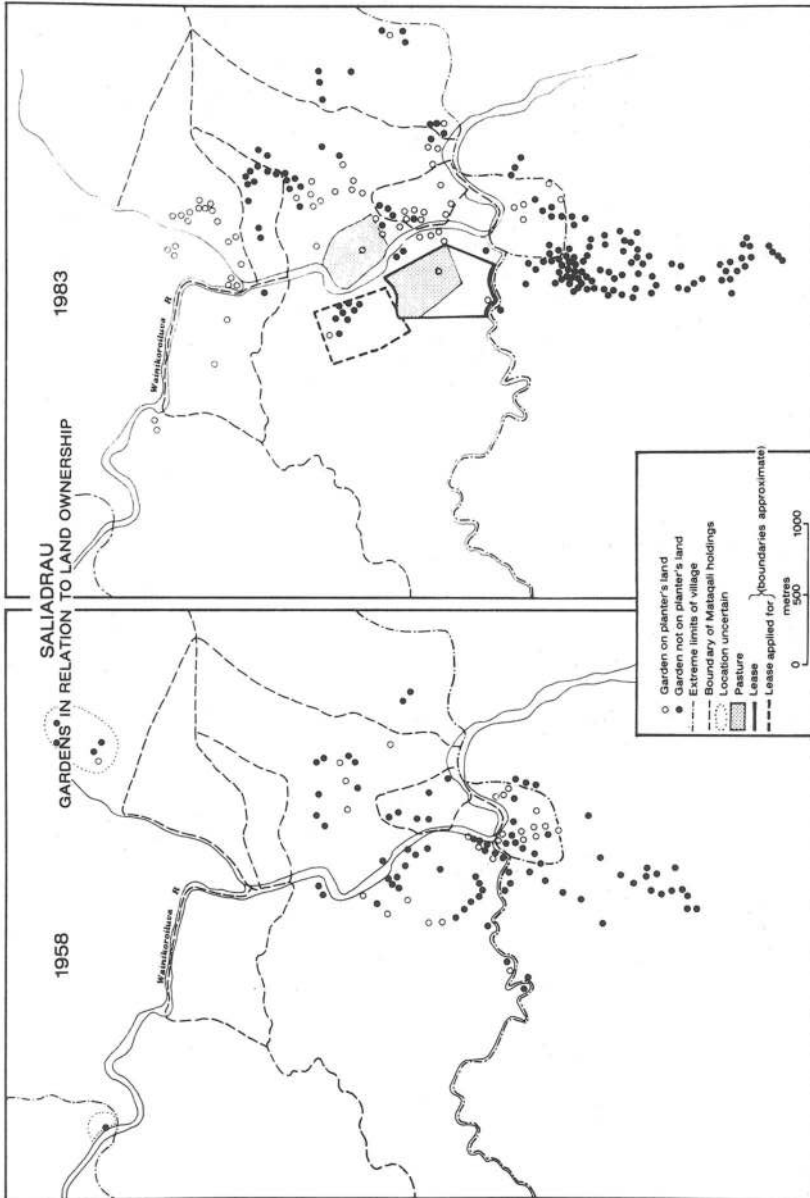 SALIADRAU
GARDENS IN RELATION TO LAND OWNERSHIP
1958
Wainikoroiluva R
1983
Wainikoroiluva R
Garden on planter's land
Garden not on planter's land
Extreme limits of village
Boundary of Mataqali holdings
Location uncertain
Pasture
Lease
Lease applied for
(boundaries approximate)
0 500 1000
metres